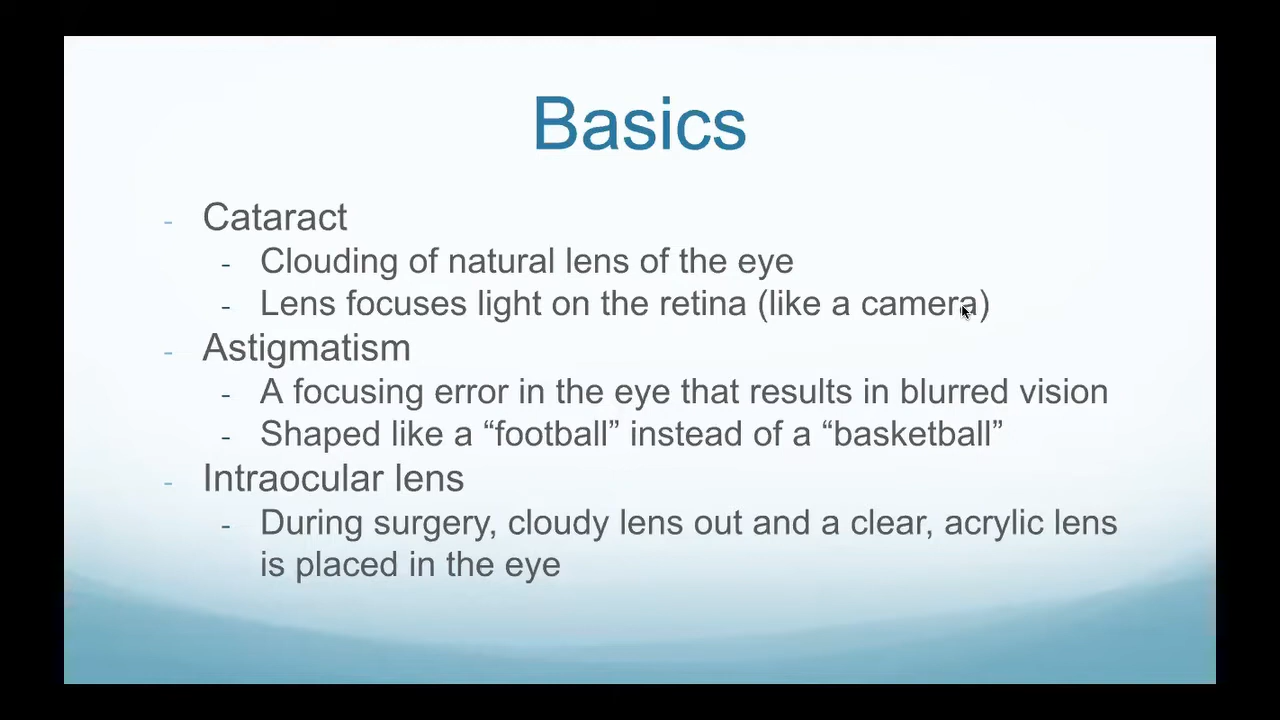 Basics
- Cataract
- Clouding of natural lens of the eye
- Lens focuses light on the retina (like a camera)
- Astigmatism
- A focusing error in the eye that results in blurred vision
- Shaped like a “football” instead of a “basketball”
- Intraocular lens
- During surgery, cloudy lens out and a clear, acrylic lens
is placed in the eye